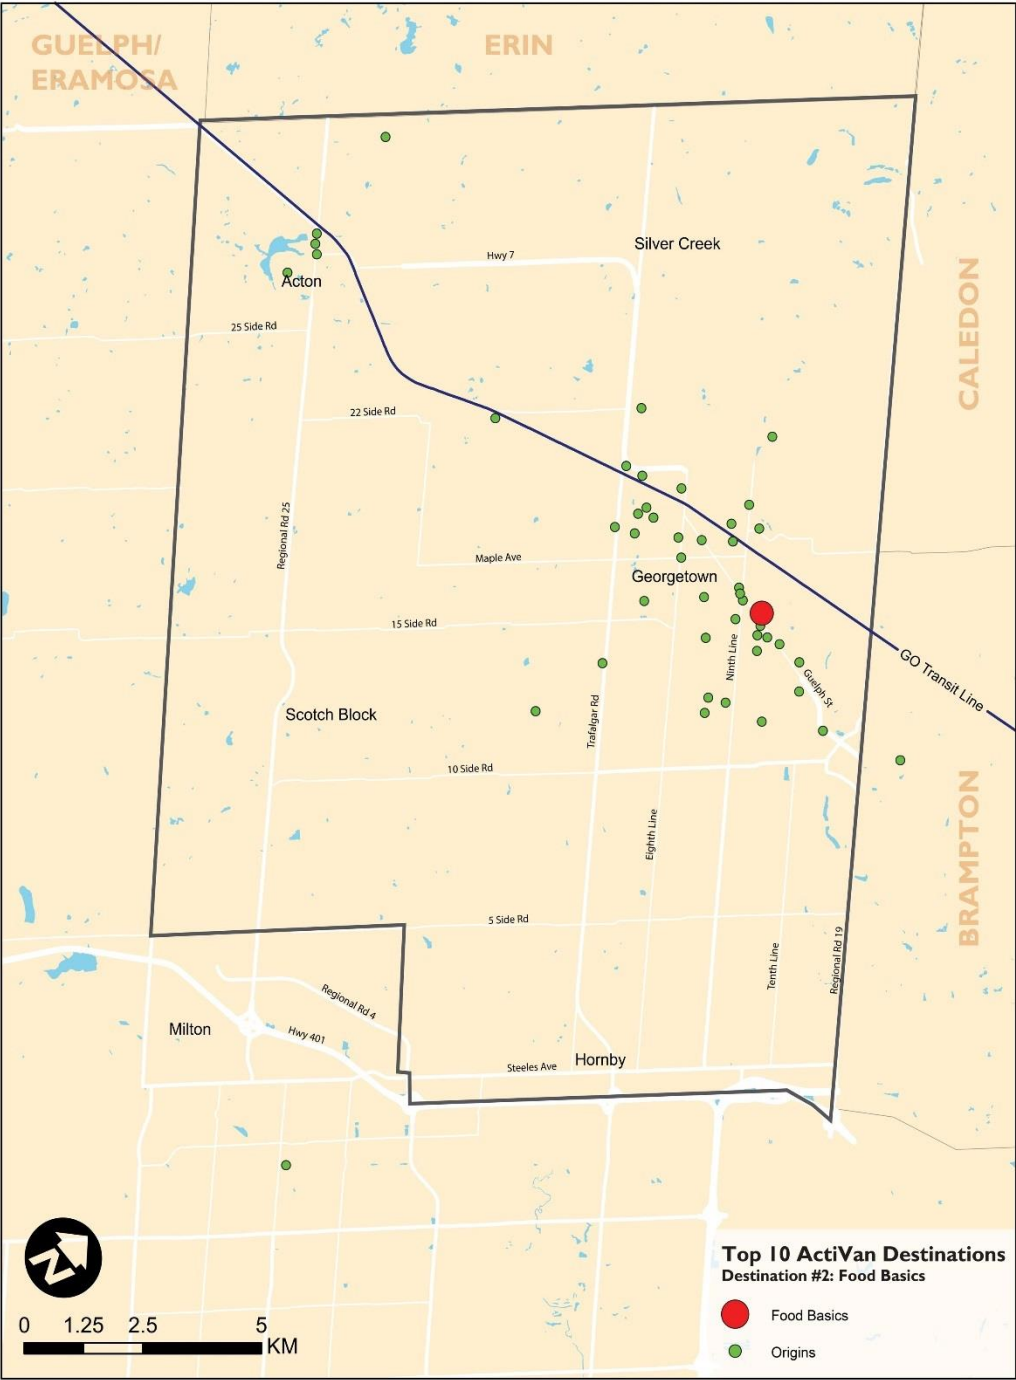 GUELPH/
ERAMOSA
ERIN
Silver Creek
Hwy 7
Acton
CALEDON
25 Side Rd
22 Side Rd
Regional Rd 25
Maple Ave
Georgetown
15 Side Rd
Ninth Line
GO Transit Line
Guelph St
Trafalgar Rd
Scotch Block
10 Side Rd
BRAMPTON
Eighth Line
5 Side Rd
Tenth Line
Regional Rd 19
Regional Rd 4
Milton
Hwy 401
Hornby
Steeles Ave
N
0 1.25 2.5 5
KM
Top 10 ActiVan Destinations
Destination #2: Food Basics
Food Basics
Origins